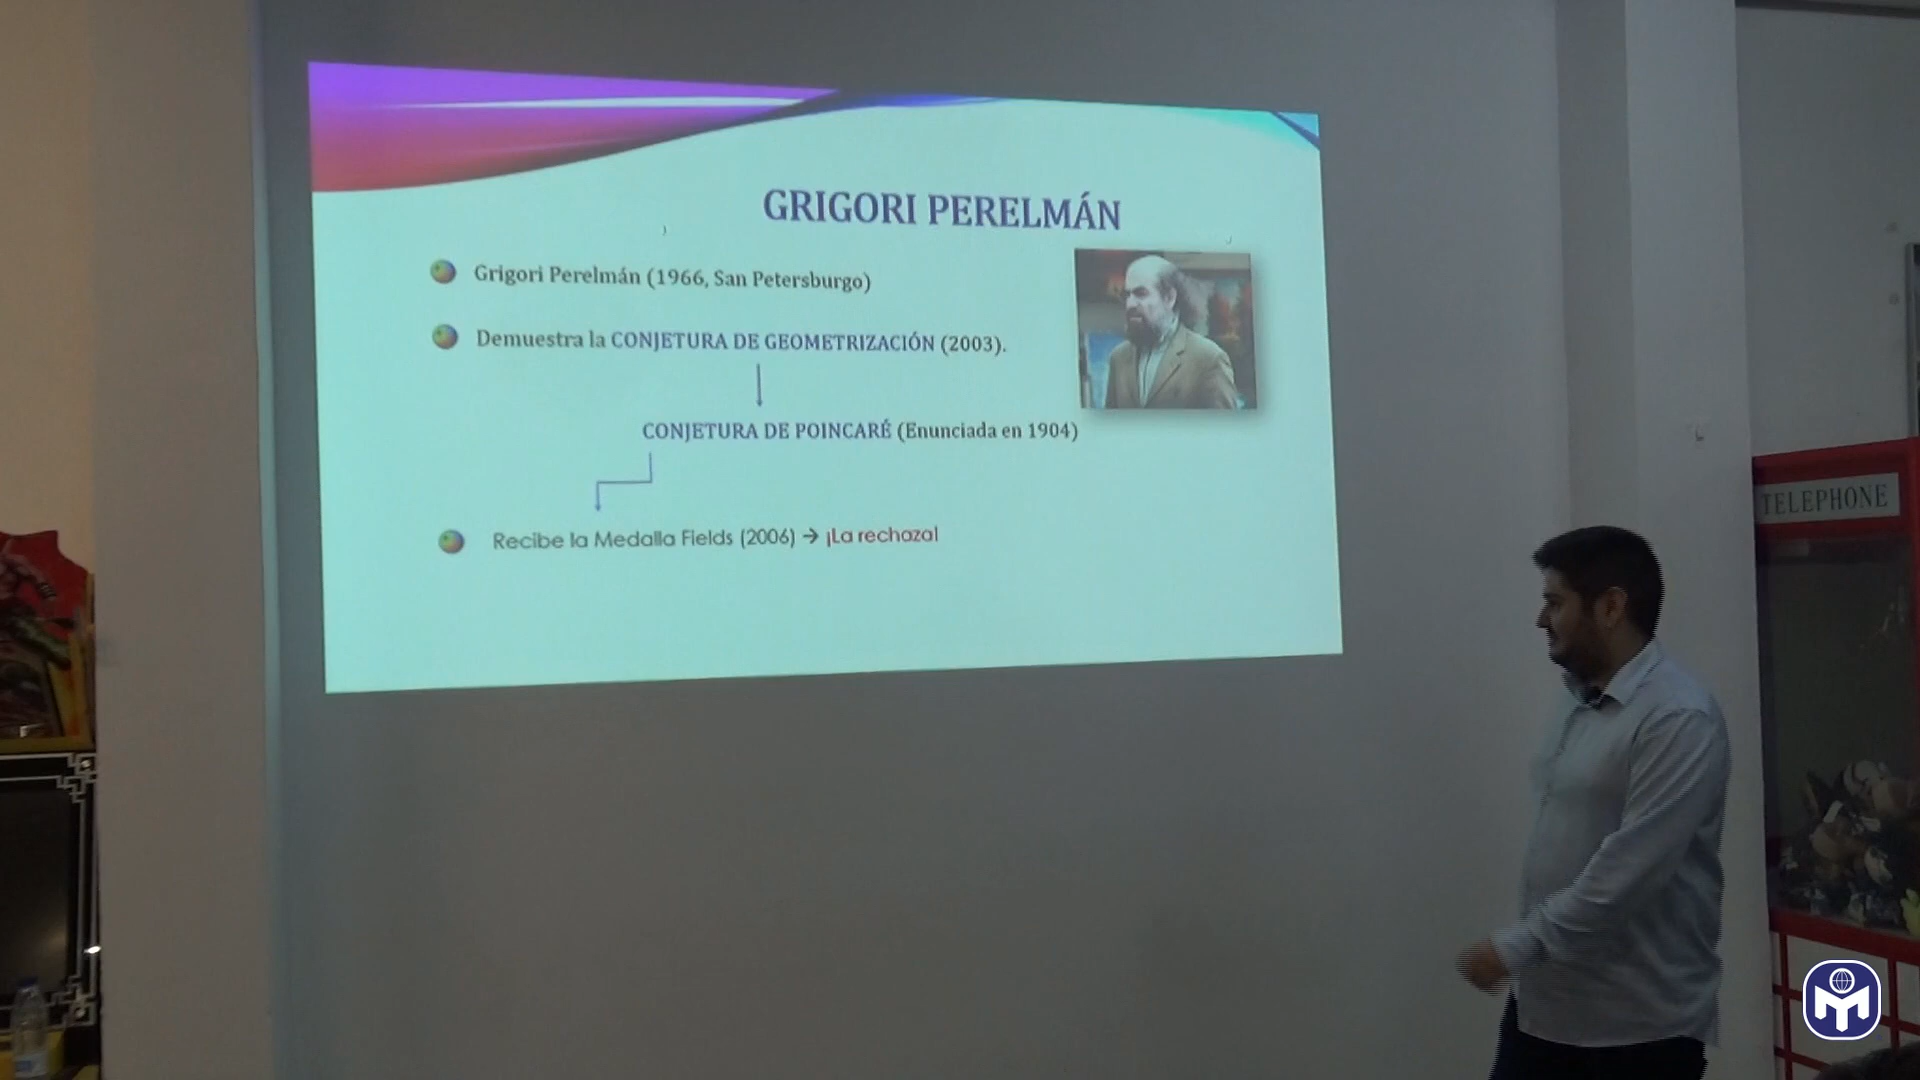 GRIGORI PERELMÁN
Grigori Perelmán (1966, San Petersburgo)
Demuestra la CONJETURA DE GEOMETRIZACIÓN (2003).
CONJETURA DE POINCARÉ (Enunciada en 1904)
Recibe la Medalla Fields (2006) → ¡La rechaza!
TELEPHONE